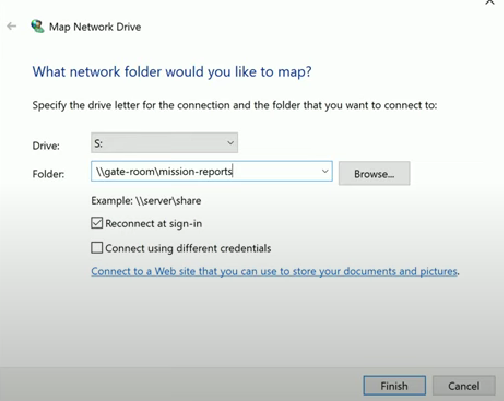 Map Network Drive
What network folder would you like to map?
Specify the drive letter for the connection and the folder that you want to connect to:
Drive: S:
Folder: \\gate-room\mission-reports Browse...
Example: \\server\share
Reconnect at sign-in
Connect using different credentials
Connect to a Web site that you can use to store your documents and pictures.
Finish Cancel